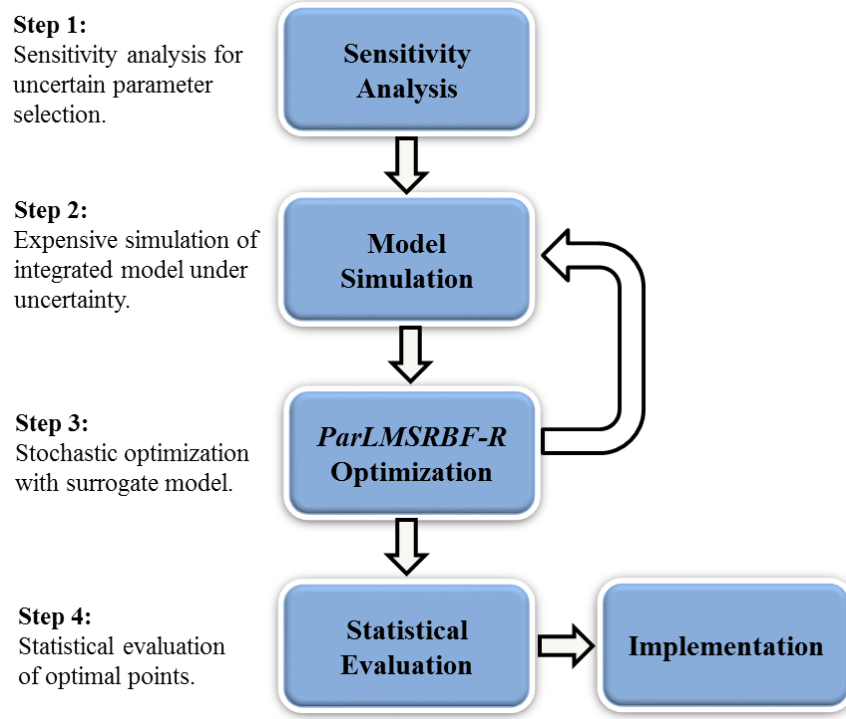 Step 1:
Sensitivity analysis for
uncertain parameter
selection.
Sensitivity
Analysis
Step 2:
Expensive simulation of
integrated model under
uncertainty.
Model
Simulation
Step 3:
Stochastic optimization
with surrogate model.
ParLMSRBF-R
Optimization
Step 4:
Statistical evaluation
of optimal points.
Statistical
Evaluation
Implementation